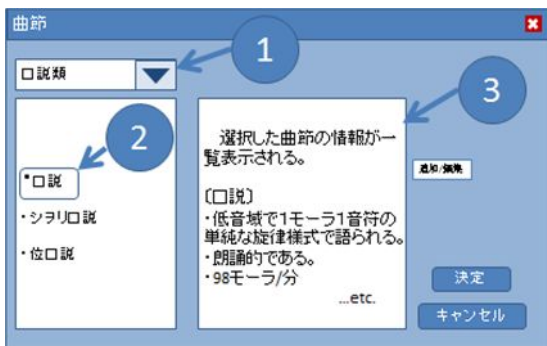 曲節
1
口説類
2
・口説
・シヲリ口説
・位口説
3
選択した曲節の情報が一
覧表示される。
〔口説〕
・低音域で1モーラ1音符の
単純な旋律様式で語られる。
・朗誦的である。
・98モーラ/分
...etc.
追加/編集
決定
キャンセル